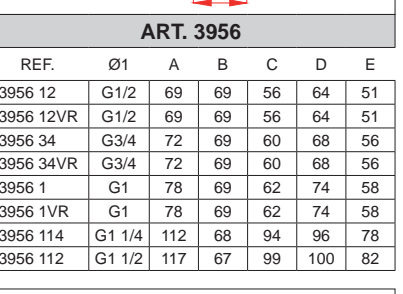 ART. 3956
REF. Ø1 A B C D E
3956 12 G1/2 69 69 56 64 51
3956 12VR G1/2 69 69 56 64 51
3956 34 G3/4 72 69 60 68 56
3956 34VR G3/4 72 69 60 68 56
3956 1 G1 78 69 62 74 58
3956 1VR G1 78 69 62 74 58
3956 114 G1 1/4 112 68 94 96 78
3956 112 G1 1/2 117 67 99 100 82